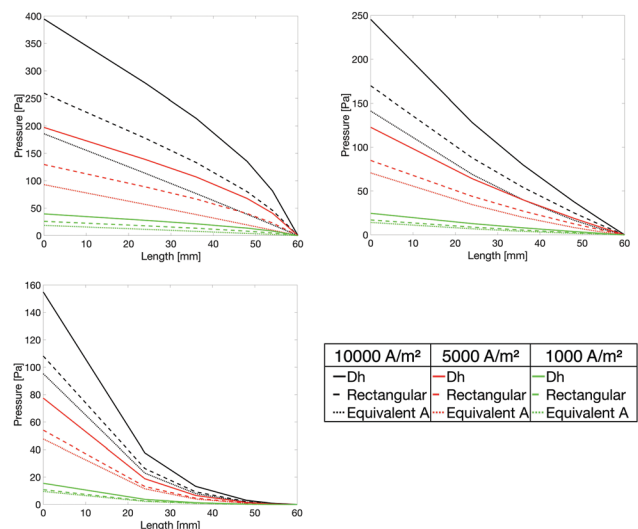 400
350
300
250
200
150
100
50
0
Pressure [Pa]
0 10 20 30 40 50 60
Length [mm]
250
200
150
100
50
0
Pressure [Pa]
0 10 20 30 40 50 60
Length [mm]
160
140
120
100
80
60
40
20
0
Pressure [Pa]
0 10 20 30 40 50 60
Length [mm]
10000 A/m² 5000 A/m² 1000 A/m²
Dh Dh Dh
Rectangular Rectangular Rectangular
Equivalent A Equivalent A Equivalent A